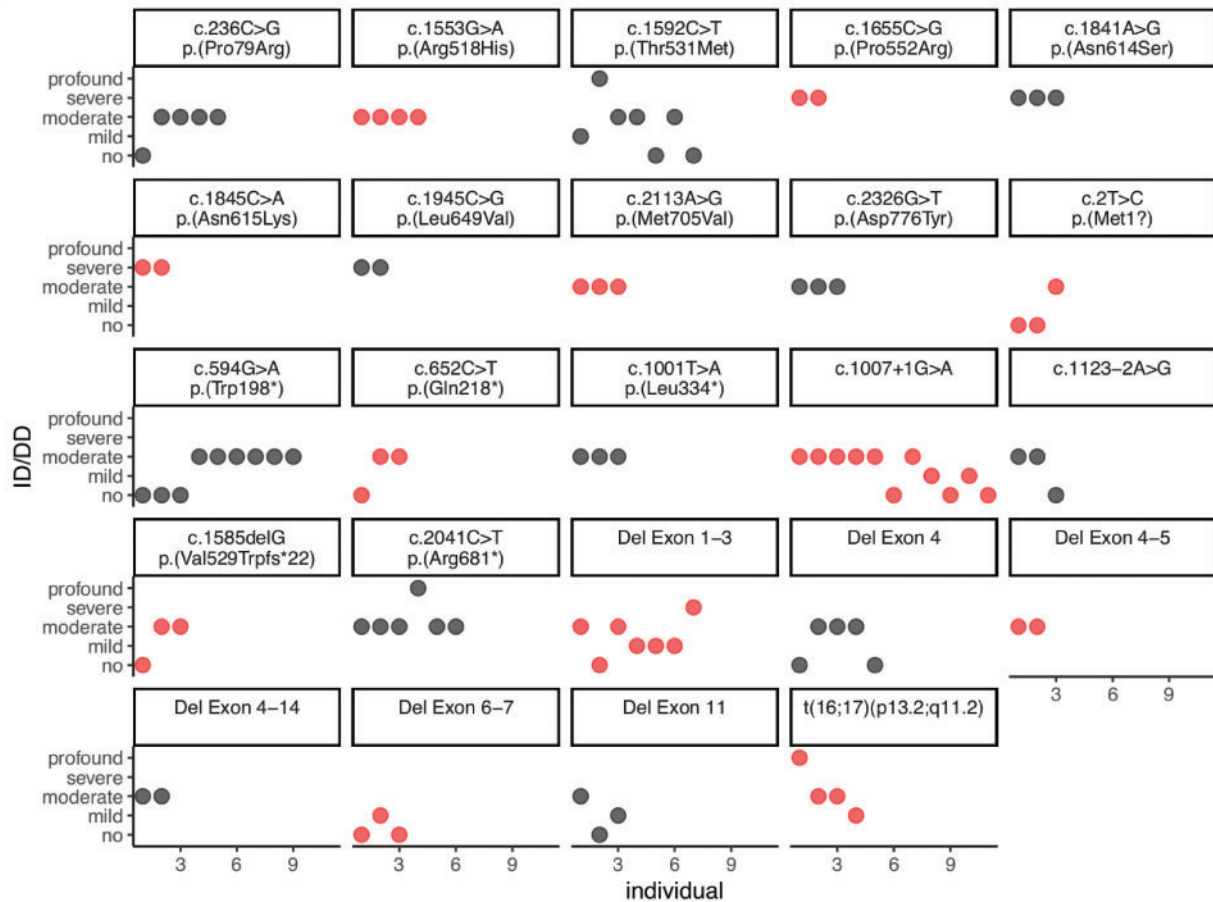 c.236C>G
p.(Pro79Arg)
c.1553G>A
p.(Arg518His)
c.1592C>T
p.(Thr531Met)
c.1655C>G
p.(Pro552Arg)
c.1841A>G
p.(Asn614Ser)
profound
severe
moderate
mild
no
c.1845C>A
p.(Asn615Lys)
c.1945C>G
p.(Leu649Val)
c.2113A>G
p.(Met705Val)
c.2326G>T
p.(Asp776Tyr)
c.2T>C
p.(Met1?)
profound
severe
moderate
mild
no
ID/DD
c.594G>A
p.(Trp198*)
c.652C>T
p.(Gln218*)
c.1001T>A
p.(Leu334*)
c.1007+1G>A
c.1123−2A>G
profound
severe
moderate
mild
no
c.1585delG
p.(Val529Trpfs*22)
c.2041C>T
p.(Arg681*)
Del Exon 1−3
Del Exon 4
Del Exon 4−5
profound
severe
moderate
mild
no
3 6 9
Del Exon 4−14
Del Exon 6−7
Del Exon 11
t(16;17)(p13.2;q11.2)
profound
severe
moderate
mild
no
3 6 9 3 6 9 3 6 9 3 6 9
individual